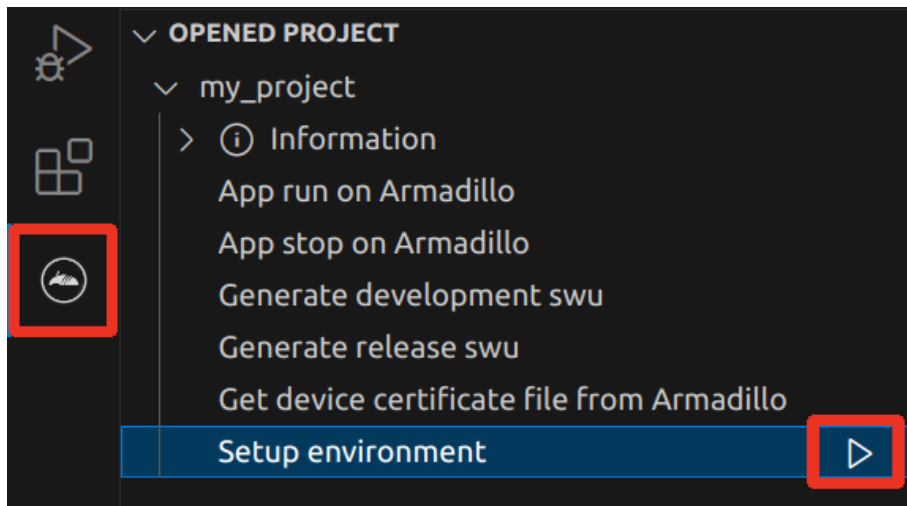 OPENED PROJECT
my_project
Information
App run on Armadillo
App stop on Armadillo
Generate development swu
Generate release swu
Get device certificate file from Armadillo
Setup environment